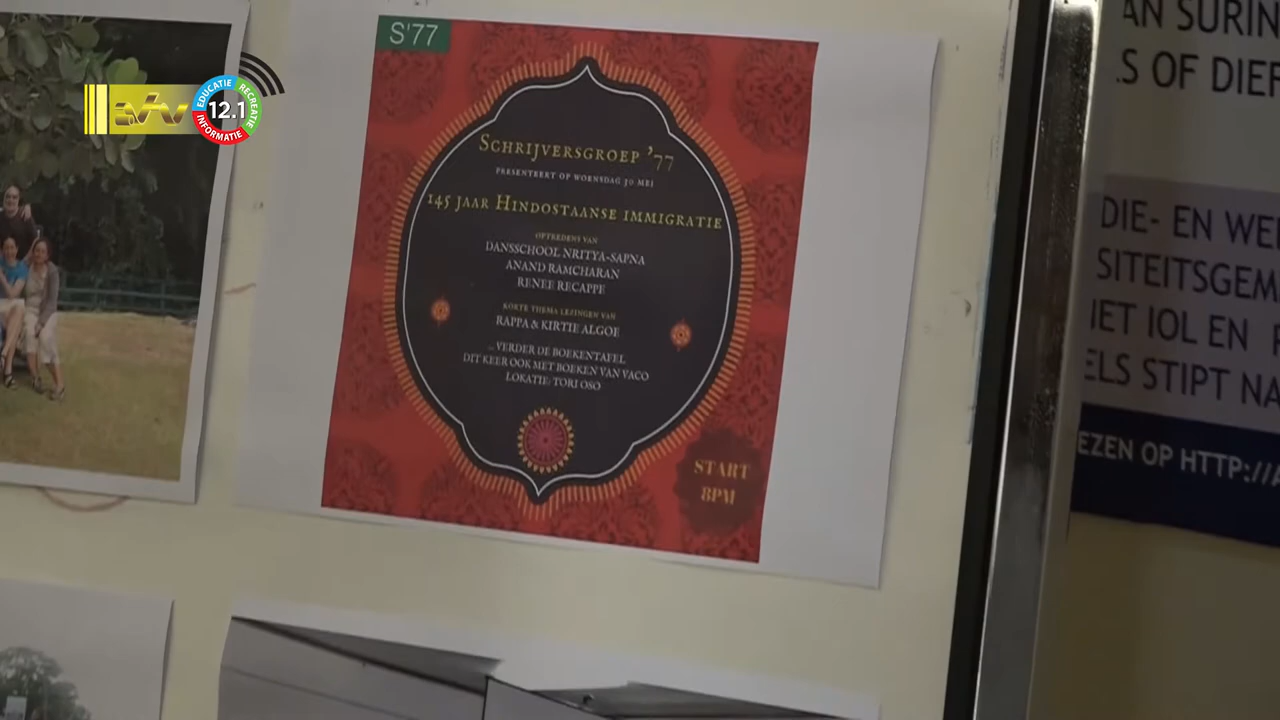 S'77
EDUCATIE
RECREATIE
INFORMATIE
12.1
SCHRIJVERSGROEP '77
PRESENTEERT OP WOENSDAG 30 MEI
145 JAAR HINDOSTAANSE IMMIGRATIE
OPTREDENS VAN
DANSSCHOOL NRITYA-SAPNA
ANAND RAMCHARAN
RENEE RECAPPE
KORTE THEMA LEZINGEN VAN
RAPPA & KIRTIE ALGOE
... VERDER DE BOEKENTAFEL
DIT KEER OOK MET BOEKEN VAN VACO
LOKATIE: TORI OSO
START
8PM
AN SURIN
S OF DIEF
DIE- EN WE
SITEITSGEM
IET IOL EN
ELS STIPT NA
EZEN OP HTTP://